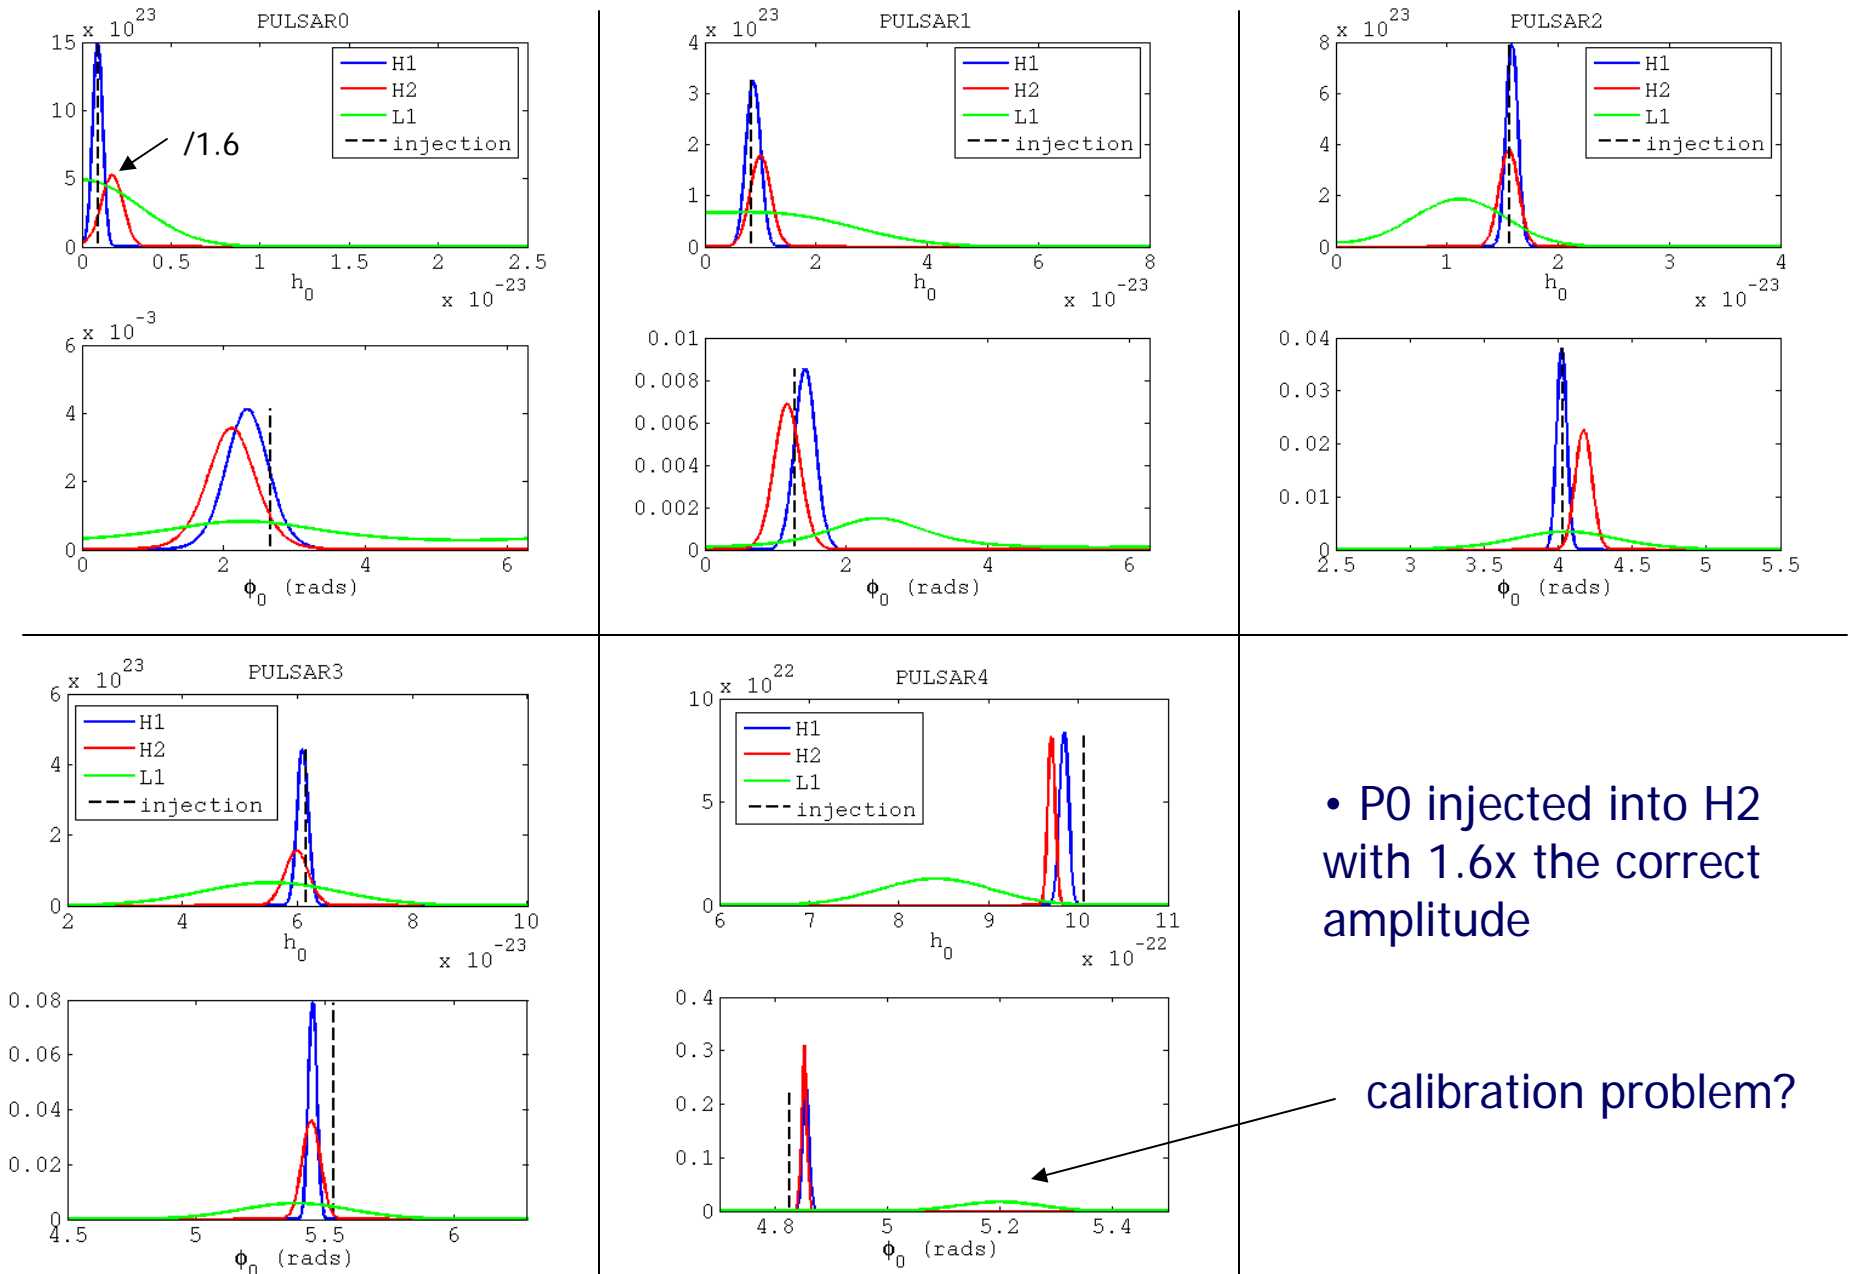 x 10^23 PULSAR0
15
10
5
0
H1
H2
L1
injection
/1.6
0 0.5 1 1.5 2 2.5
h_0
x 10^-23
x 10^-3
6
4
2
0
0 2 4 6
ϕ_0 (rads)
x 10^23 PULSAR1
4
3
2
1
0
H1
H2
L1
injection
0 2 4 6 8
h_0
x 10^-23
0.01
0.008
0.006
0.004
0.002
0
0 2 4 6
ϕ_0 (rads)
x 10^23 PULSAR2
8
6
4
2
0
H1
H2
L1
injection
0 1 2 3 4
h_0
x 10^-23
0.04
0.03
0.02
0.01
0
2.5 3 3.5 4 4.5 5 5.5
ϕ_0 (rads)
x 10^23 PULSAR3
6
4
2
0
H1
H2
L1
injection
2 4 6 8 10
h_0
x 10^-23
0.08
0.06
0.04
0.02
0
4.5 5 5.5 6
ϕ_0 (rads)
x 10^22 PULSAR4
10
5
0
H1
H2
L1
injection
6 7 8 9 10 11
h_0
x 10^-22
0.4
0.3
0.2
0.1
0
4.8 5 5.2 5.4
ϕ_0 (rads)
• P0 injected into H2
with 1.6x the correct
amplitude
calibration problem?